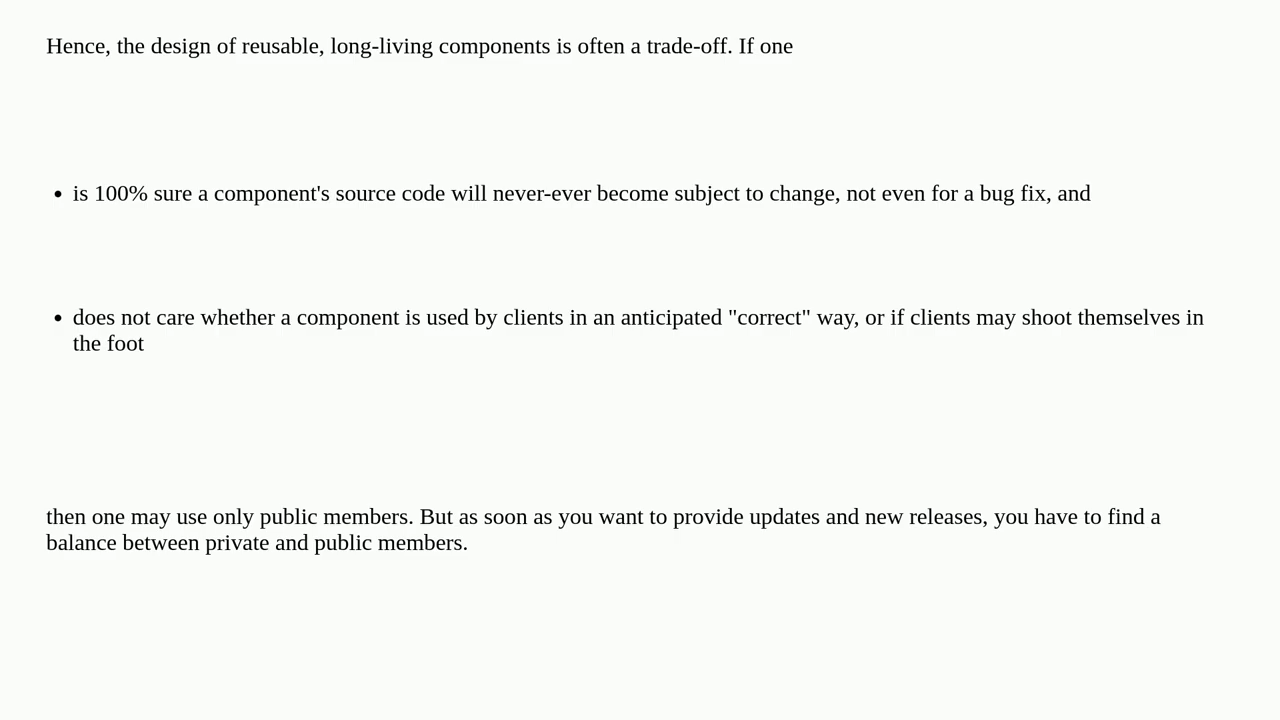 Hence, the design of reusable, long-living components is often a trade-off. If one
• is 100% sure a component's source code will never-ever become subject to change, not even for a bug fix, and
• does not care whether a component is used by clients in an anticipated "correct" way, or if clients may shoot themselves in
the foot
then one may use only public members. But as soon as you want to provide updates and new releases, you have to find a
balance between private and public members.